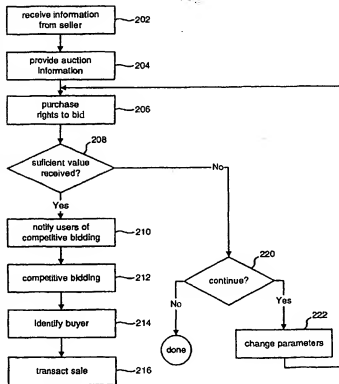 receive information
from seller
202
provide auction
information
204
purchase
rights to bid
206
208
suficient value
received?
No
Yes
notify users of
competitive bidding
210
220
competitive bidding
212
continue?
No
Yes
222
identify buyer
214
done
change parameters
transact sale
216